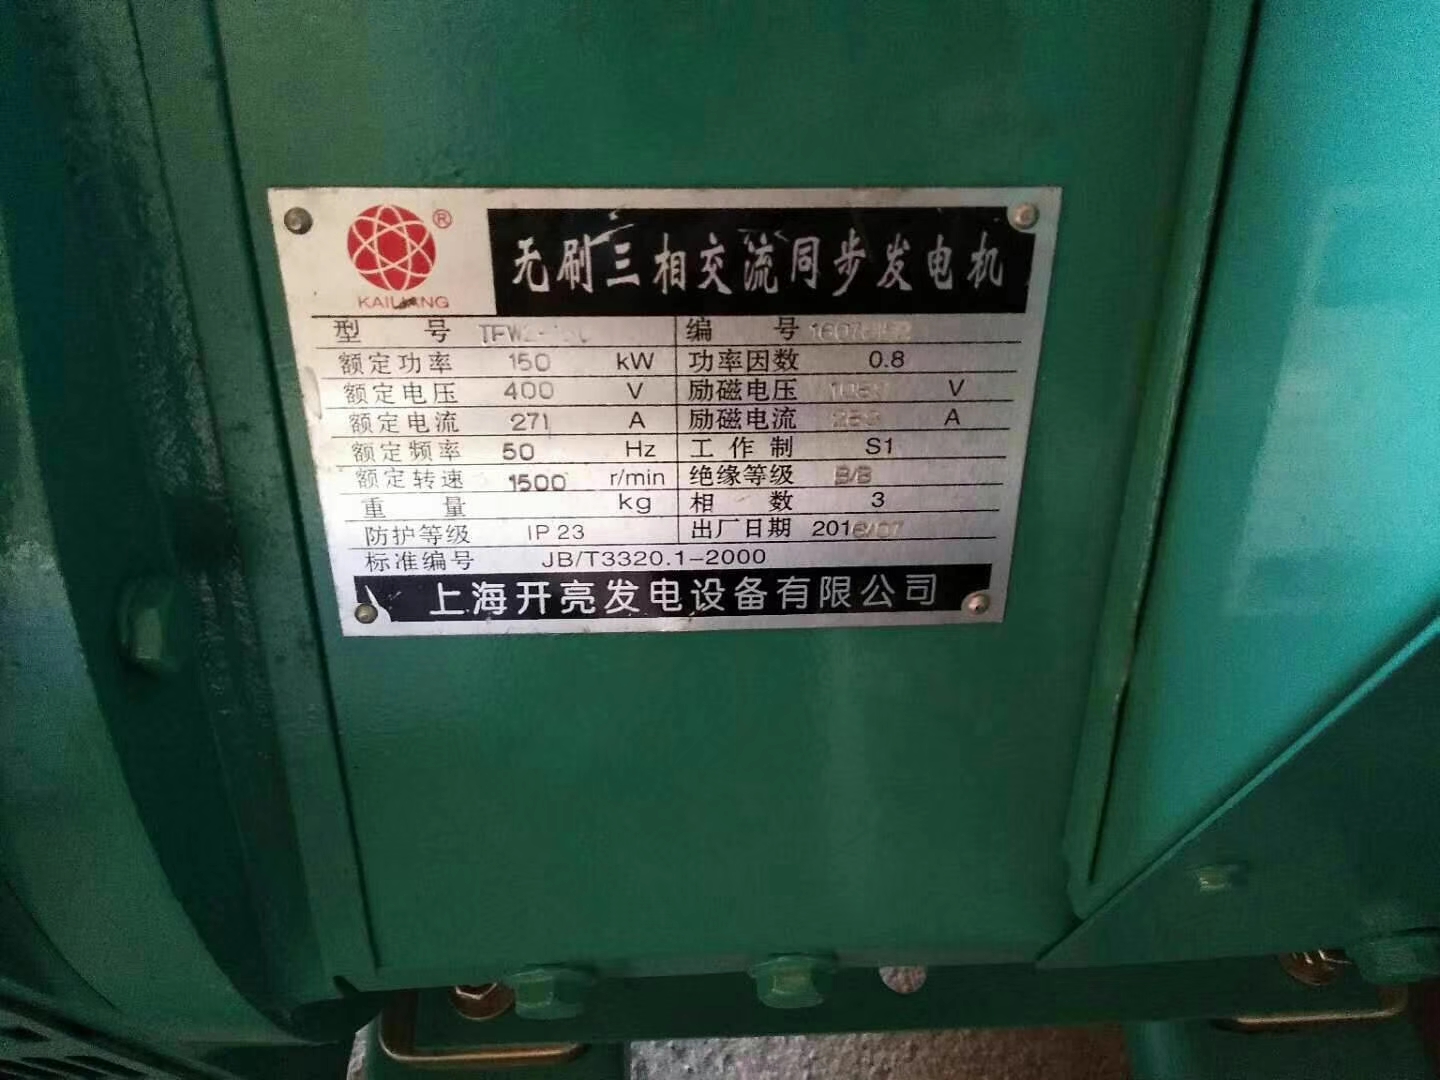 ® 无刷三相交流同步发电机
KAILIANG
型 号 编 号
额定功率 150 kW 功率因数 0.8
额定电压 400 V 励磁电压 V
额定电流 271 A 励磁电流 A
额定频率 50 Hz 工作制 S1
额定转速 1500 r/min 绝缘等级 B/B
重 量 kg 相 数 3
防护等级 IP 23 出厂日期 2016/07
标准编号 JB/T3320.1-2000
上海开亮发电设备有限公司